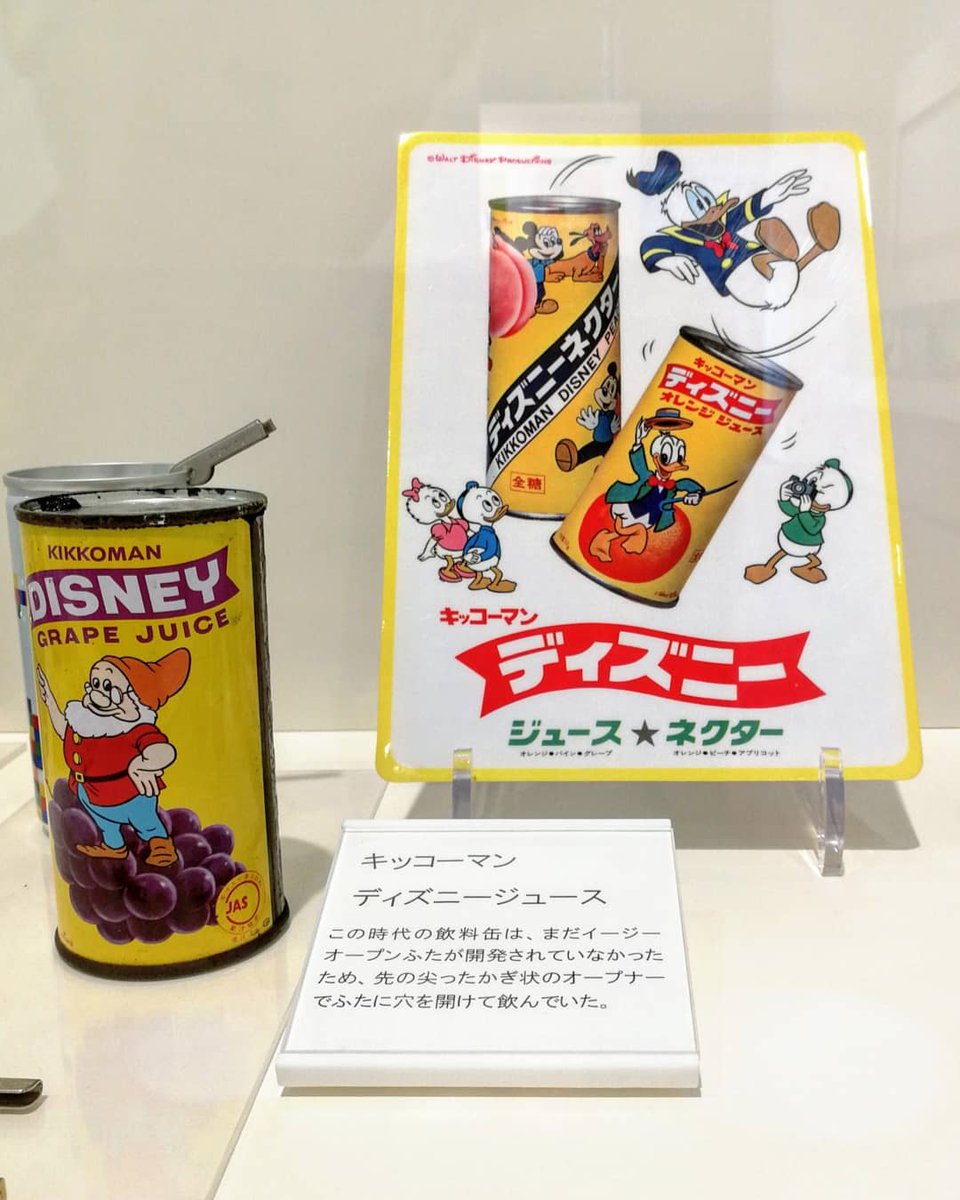 ©WALT DISNEY PRODUCTIONS
ディズニーネクター
KIKKOMAN DISNEY
全糖
キッコーマン
ディズニー
オレンジジュース
キッコーマン
ディズニー
ジュース★ネクター
オレンジ●パイン●グレープ
オレンジ●ピーチ●アプリコット
KIKKOMAN
DISNEY
GRAPE JUICE
JAS
キッコーマン
ディズニージュース
この時代の飲料缶は、まだイージー
オープンふたが開発されていなかった
ため、先の尖ったかぎ状のオープナー
でふたに穴を開けて飲んでいた。